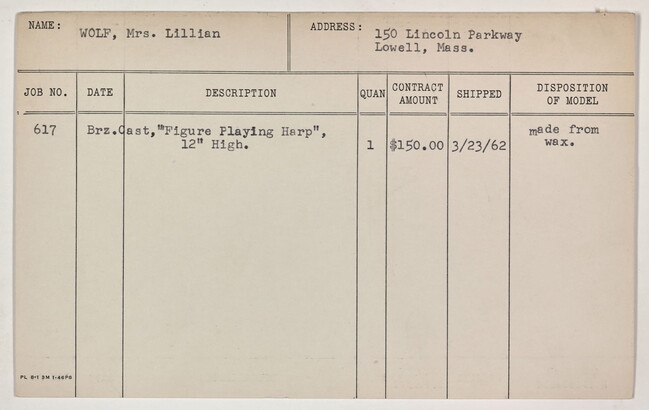 NAME: WOLF, Mrs. Lillian
ADDRESS: 150 Lincoln Parkway
Lowell, Mass.
JOB NO. DATE DESCRIPTION QUAN CONTRACT AMOUNT SHIPPED DISPOSITION OF MODEL
617 Brz.Cast,"Figure Playing Harp", made from
12" High. 1 $150.00 3/23/62 wax.